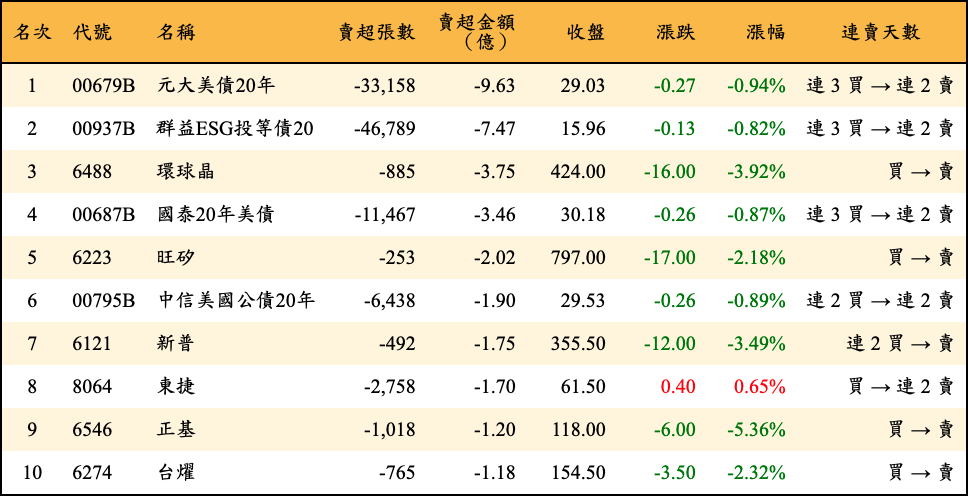 名次 代號 名稱 賣超張數 賣超金額（億） 收盤 漲跌 漲幅 連賣天數
1 00679B 元大美債20年 -33,158 -9.63 29.03 -0.27 -0.94% 連 3 買 → 連 2 賣
2 00937B 群益ESG投等債20 -46,789 -7.47 15.96 -0.13 -0.82% 連 3 買 → 連 2 賣
3 6488 環球晶 -885 -3.75 424.00 -16.00 -3.92% 買 → 賣
4 00687B 國泰20年美債 -11,467 -3.46 30.18 -0.26 -0.87% 連 3 買 → 連 2 賣
5 6223 旺矽 -253 -2.02 797.00 -17.00 -2.18% 買 → 賣
6 00795B 中信美國公債20年 -6,438 -1.90 29.53 -0.26 -0.89% 連 2 買 → 連 2 賣
7 6121 新普 -492 -1.75 355.50 -12.00 -3.49% 連 2 買 → 賣
8 8064 東捷 -2,758 -1.70 61.50 0.40 0.65% 買 → 連 2 賣
9 6546 正基 -1,018 -1.20 118.00 -6.00 -5.36% 買 → 賣
10 6274 台燿 -765 -1.18 154.50 -3.50 -2.32% 買 → 賣